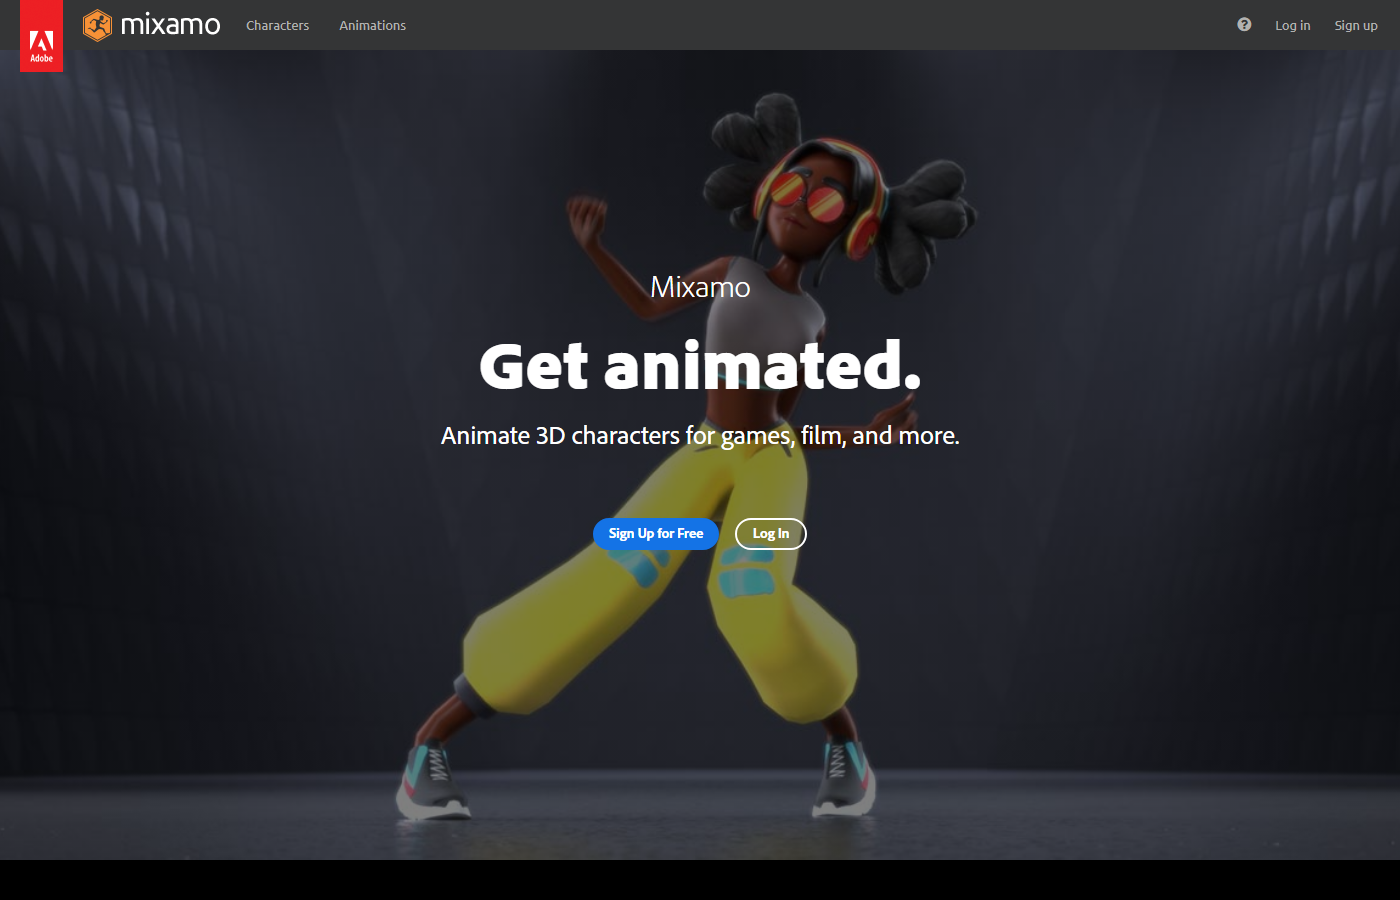 Adobe
mixamo
Characters
Animations
Log in
Sign up
Mixamo
Get animated.
Animate 3D characters for games, film, and more.
Sign Up for Free
Log In